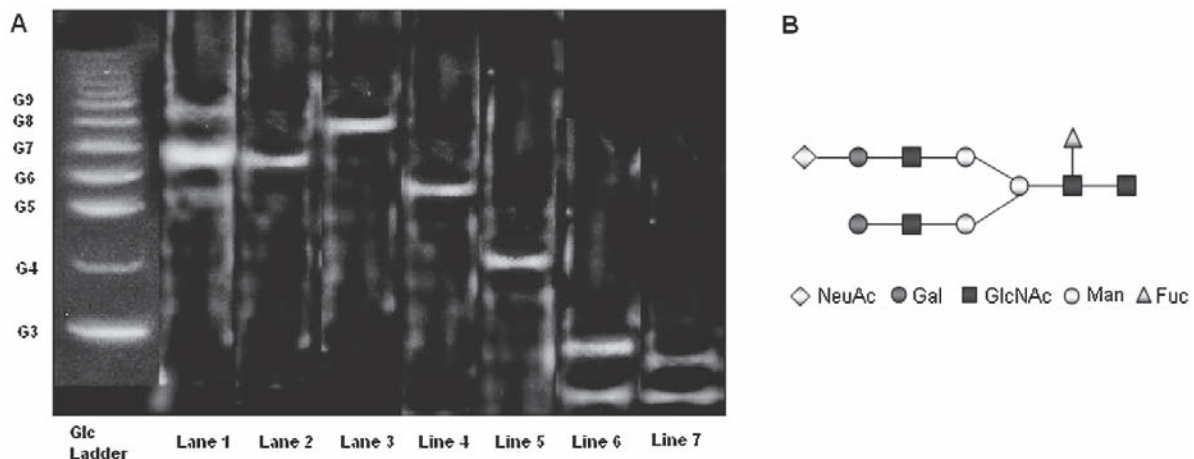 A
B
G9
G8
G7
G6
G5
G4
G3
NeuAc Gal GlcNAc Man Fuc
Glc Ladder Lane 1 Lane 2 Lane 3 Line 4 Line 5 Line 6 Line 7